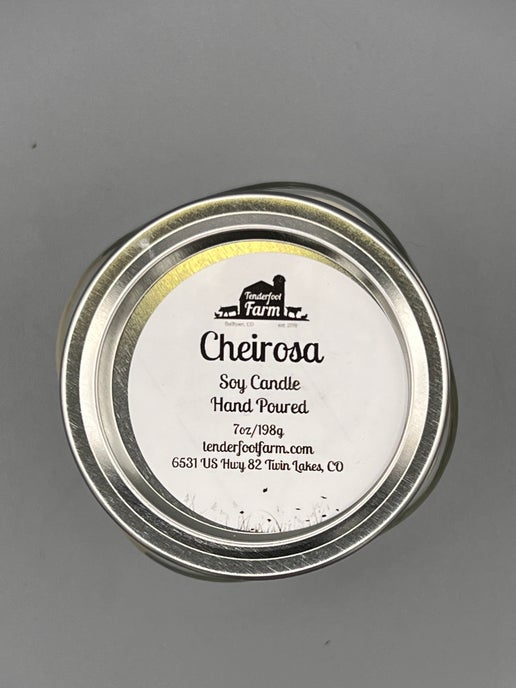 Tenderfoot
Farm
Cheirosa
Soy Candle
Hand Poured
7oz/198g
tenderfootfarm.com
6531 US Hwy 82 Twin Lakes, CO